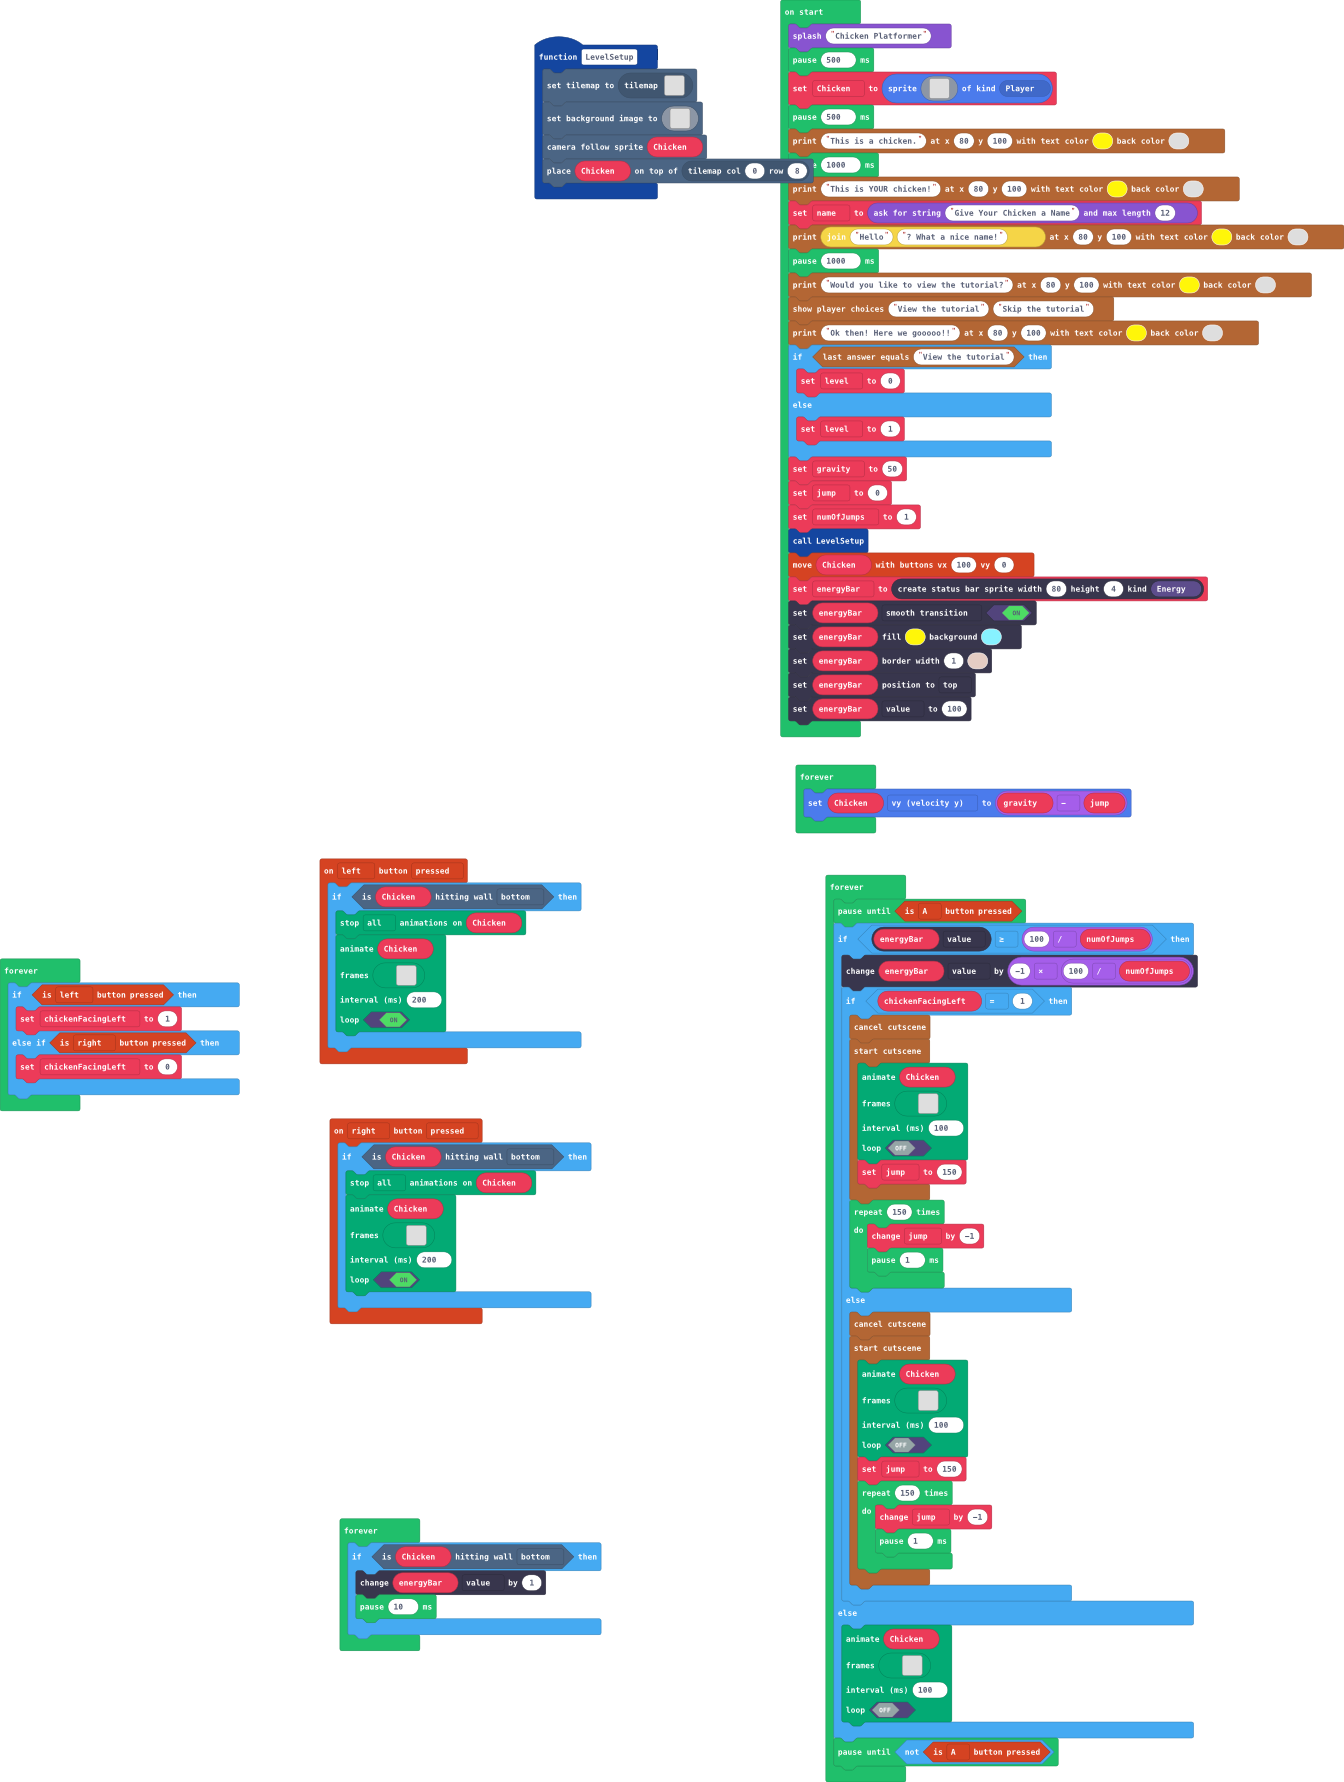 function LevelSetup
set tilemap to tilemap
set background image to
camera follow sprite Chicken
place Chicken on top of tilemap col 0 row 8
on start
splash "Chicken Platformer"
pause 500 ms
set Chicken to sprite of kind Player
pause 500 ms
print "This is a chicken." at x 80 y 100 with text color back color
e 1000 ms
print "This is YOUR chicken!" at x 80 y 100 with text color back color
set name to ask for string "Give Your Chicken a Name" and max length 12
print join "Hello" "? What a nice name!" at x 80 y 100 with text color back color
pause 1000 ms
print "Would you like to view the tutorial?" at x 80 y 100 with text color back color
show player choices "View the tutorial" "Skip the tutorial"
print "Ok then! Here we gooooo!!" at x 80 y 100 with text color back color
if last answer equals "View the tutorial" then
set level to 0
else
set level to 1
set gravity to 50
set jump to 0
set numOfJumps to 1
call LevelSetup
move Chicken with buttons vx 100 vy 0
set energyBar to create status bar sprite width 80 height 4 kind Energy
set energyBar smooth transition ON
set energyBar fill background
set energyBar border width 1
set energyBar position to top
set energyBar value to 100
forever
set Chicken vy (velocity y) to gravity - jump
on left button pressed
if is Chicken hitting wall bottom then
stop all animations on Chicken
animate Chicken
frames
interval (ms) 200
loop ON
forever
if is left button pressed then
set chickenFacingLeft to 1
else if is right button pressed then
set chickenFacingLeft to 0
on right button pressed
if is Chicken hitting wall bottom then
stop all animations on Chicken
animate Chicken
frames
interval (ms) 200
loop ON
forever
if is Chicken hitting wall bottom then
change energyBar value by 1
pause 10 ms
forever
pause until is A button pressed
if energyBar value ≥ 100 / numOfJumps then
change energyBar value by -1 × 100 / numOfJumps
if chickenFacingLeft = 1 then
cancel cutscene
start cutscene
animate Chicken
frames
interval (ms) 100
loop OFF
set jump to 150
repeat 150 times
do change jump by -1
pause 1 ms
else
cancel cutscene
start cutscene
animate Chicken
frames
interval (ms) 100
loop OFF
set jump to 150
repeat 150 times
do change jump by -1
pause 1 ms
else
animate Chicken
frames
interval (ms) 100
loop OFF
pause until not is A button pressed